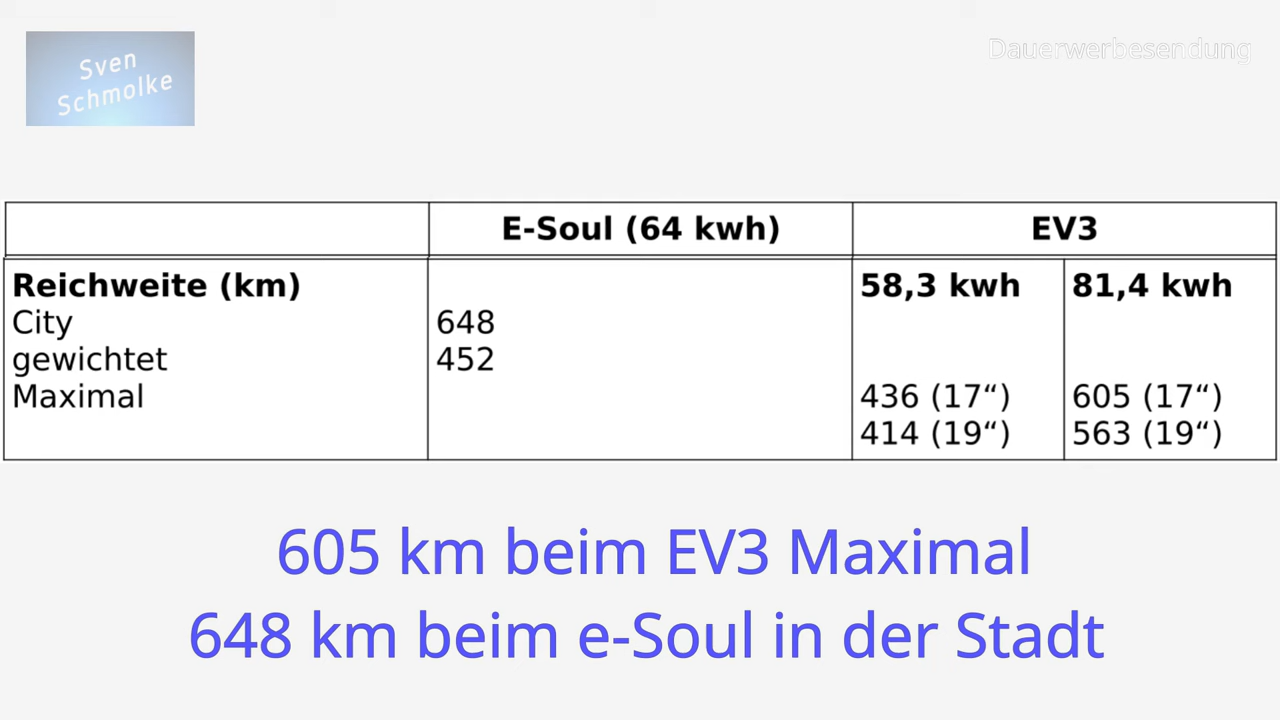 Sven
Schmolke
Dauerwerbesendung
E-Soul (64 kwh) EV3
Reichweite (km) 58,3 kwh 81,4 kwh
City 648
gewichtet 452
Maximal 436 (17“) 605 (17“)
414 (19“) 563 (19“)
605 km beim EV3 Maximal
648 km beim e-Soul in der Stadt